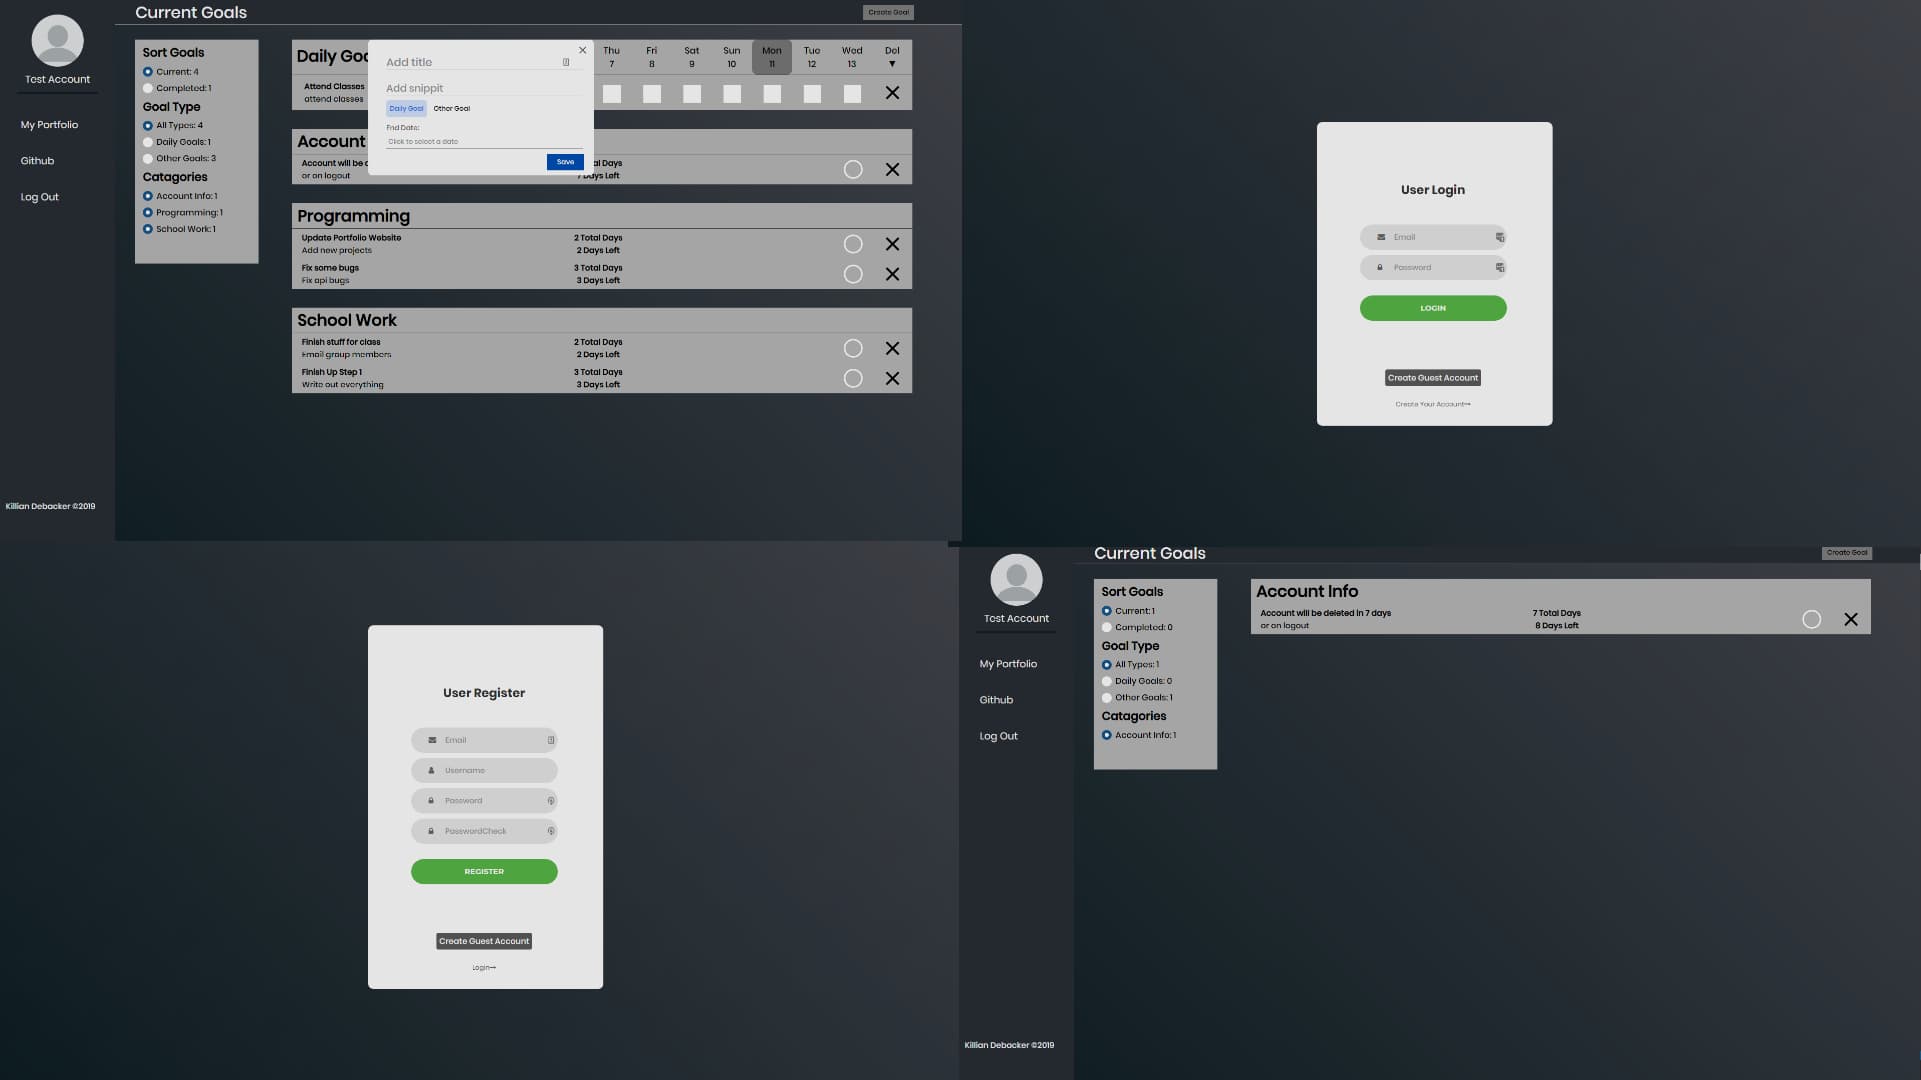 Test Account
My Portfolio
Github
Log Out
Killian Debacker ©2019
Current Goals
Create Goal
Sort Goals
Current: 4
Completed: 1
Goal Type
All Types: 4
Daily Goals: 1
Other Goals: 3
Catagories
Account Info: 1
Programming: 1
School Work: 1
Daily Goa
Thu Fri Sat Sun Mon Tue Wed Del
7 8 9 10 11 12 13 ▼
Attend Classes
attend classes
Add title
Add snippit
Daily Goal Other Goal
End Date:
Click to select a date
Save
Account
Account will be
or on logout
al Days
7 Days Left
Programming
Update Portfolio Website 2 Total Days
Add new projects 2 Days Left
Fix some bugs 3 Total Days
Fix api bugs 3 Days Left
School Work
Finish stuff for class 2 Total Days
Email group members 2 Days Left
Finish Up Step 1 3 Total Days
Write out everything 3 Days Left
User Login
Email
Password
LOGIN
Create Guest Account
Create Your Account→
User Register
Email
Username
Password
PasswordCheck
REGISTER
Create Guest Account
Login→
Test Account
My Portfolio
Github
Log Out
Killian Debacker ©2019
Current Goals
Create Goal
Sort Goals
Current: 1
Completed: 0
Goal Type
All Types: 1
Daily Goals: 0
Other Goals: 1
Catagories
Account Info: 1
Account Info
Account will be deleted in 7 days 7 Total Days
or on logout 8 Days Left